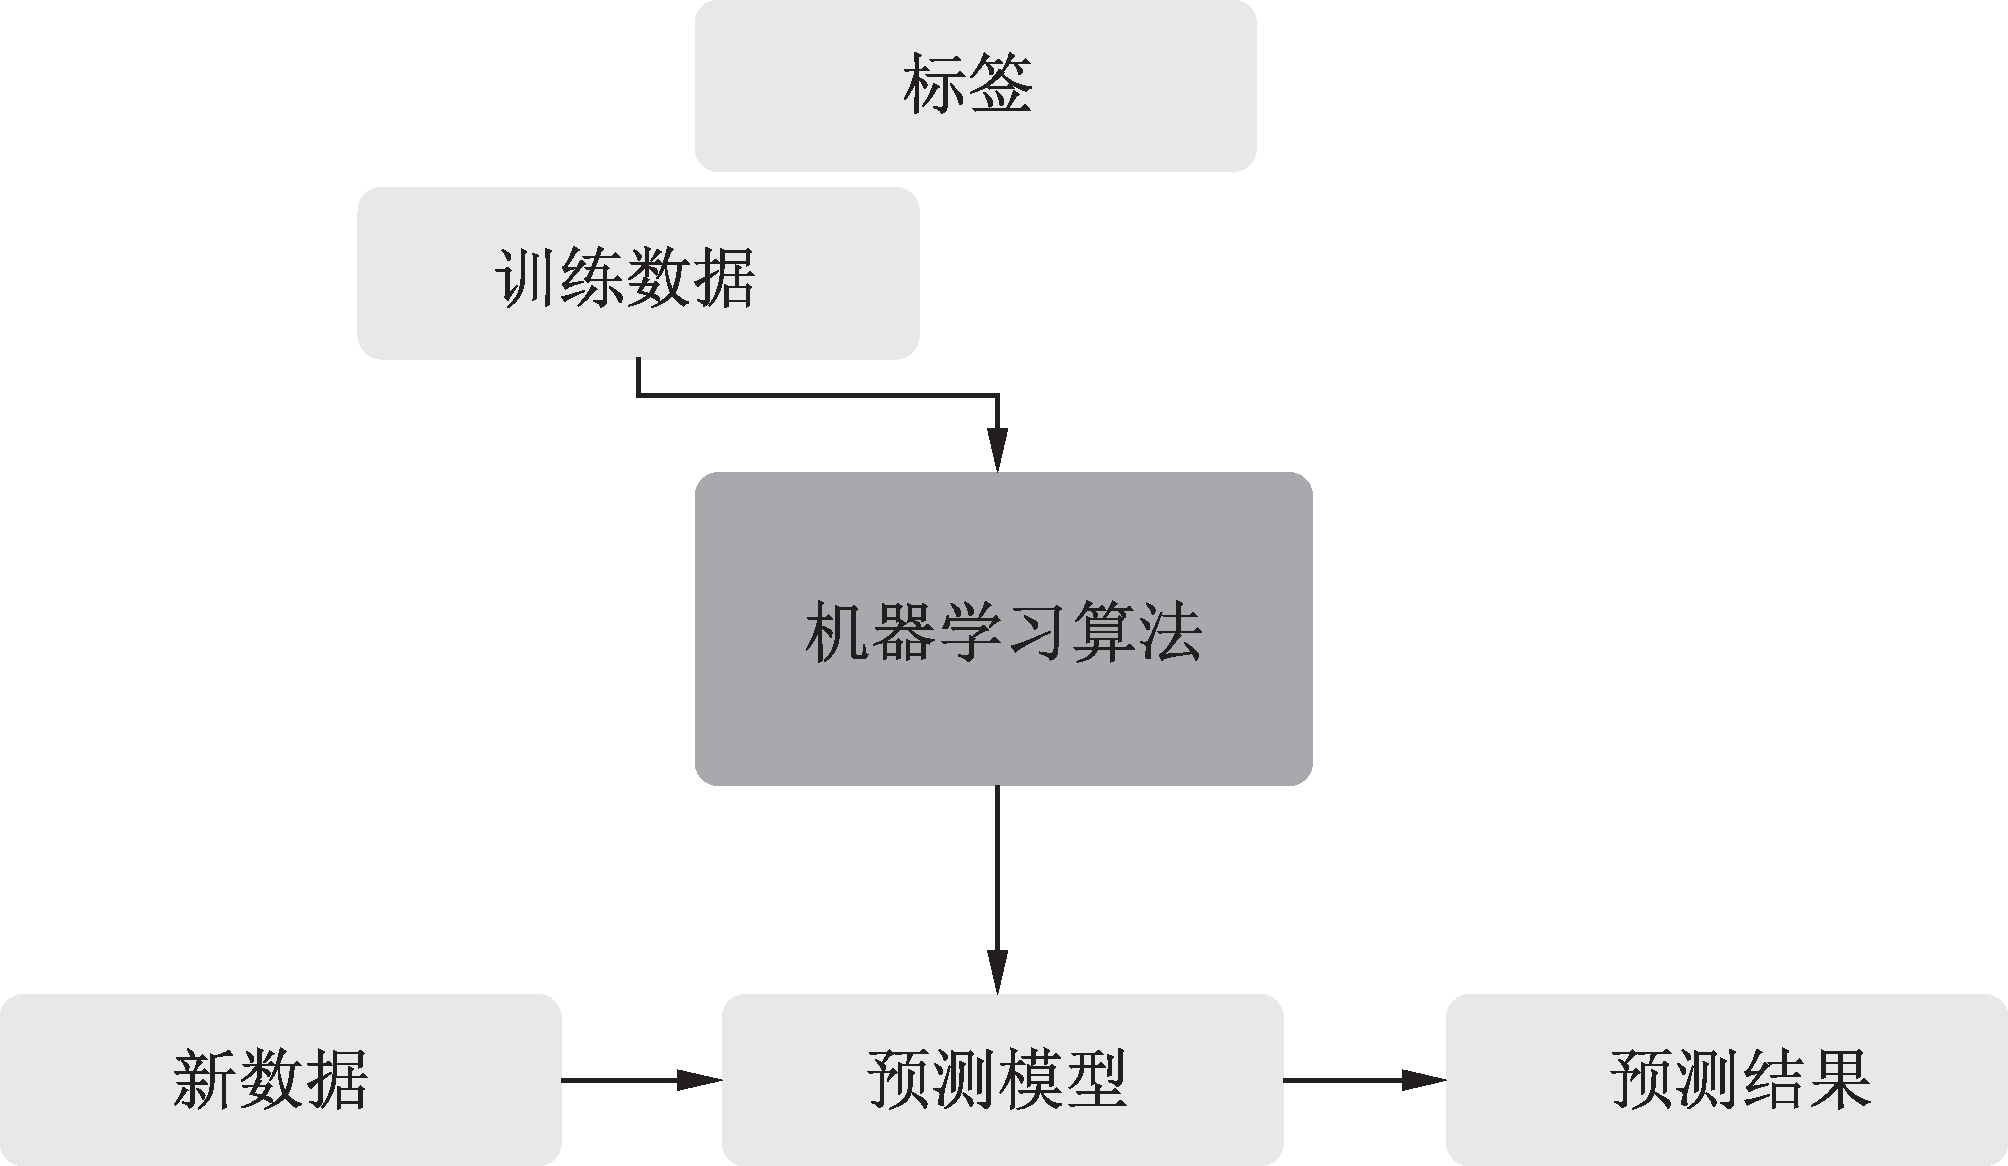 标签
训练数据
机器学习算法
新数据
预测模型
预测结果